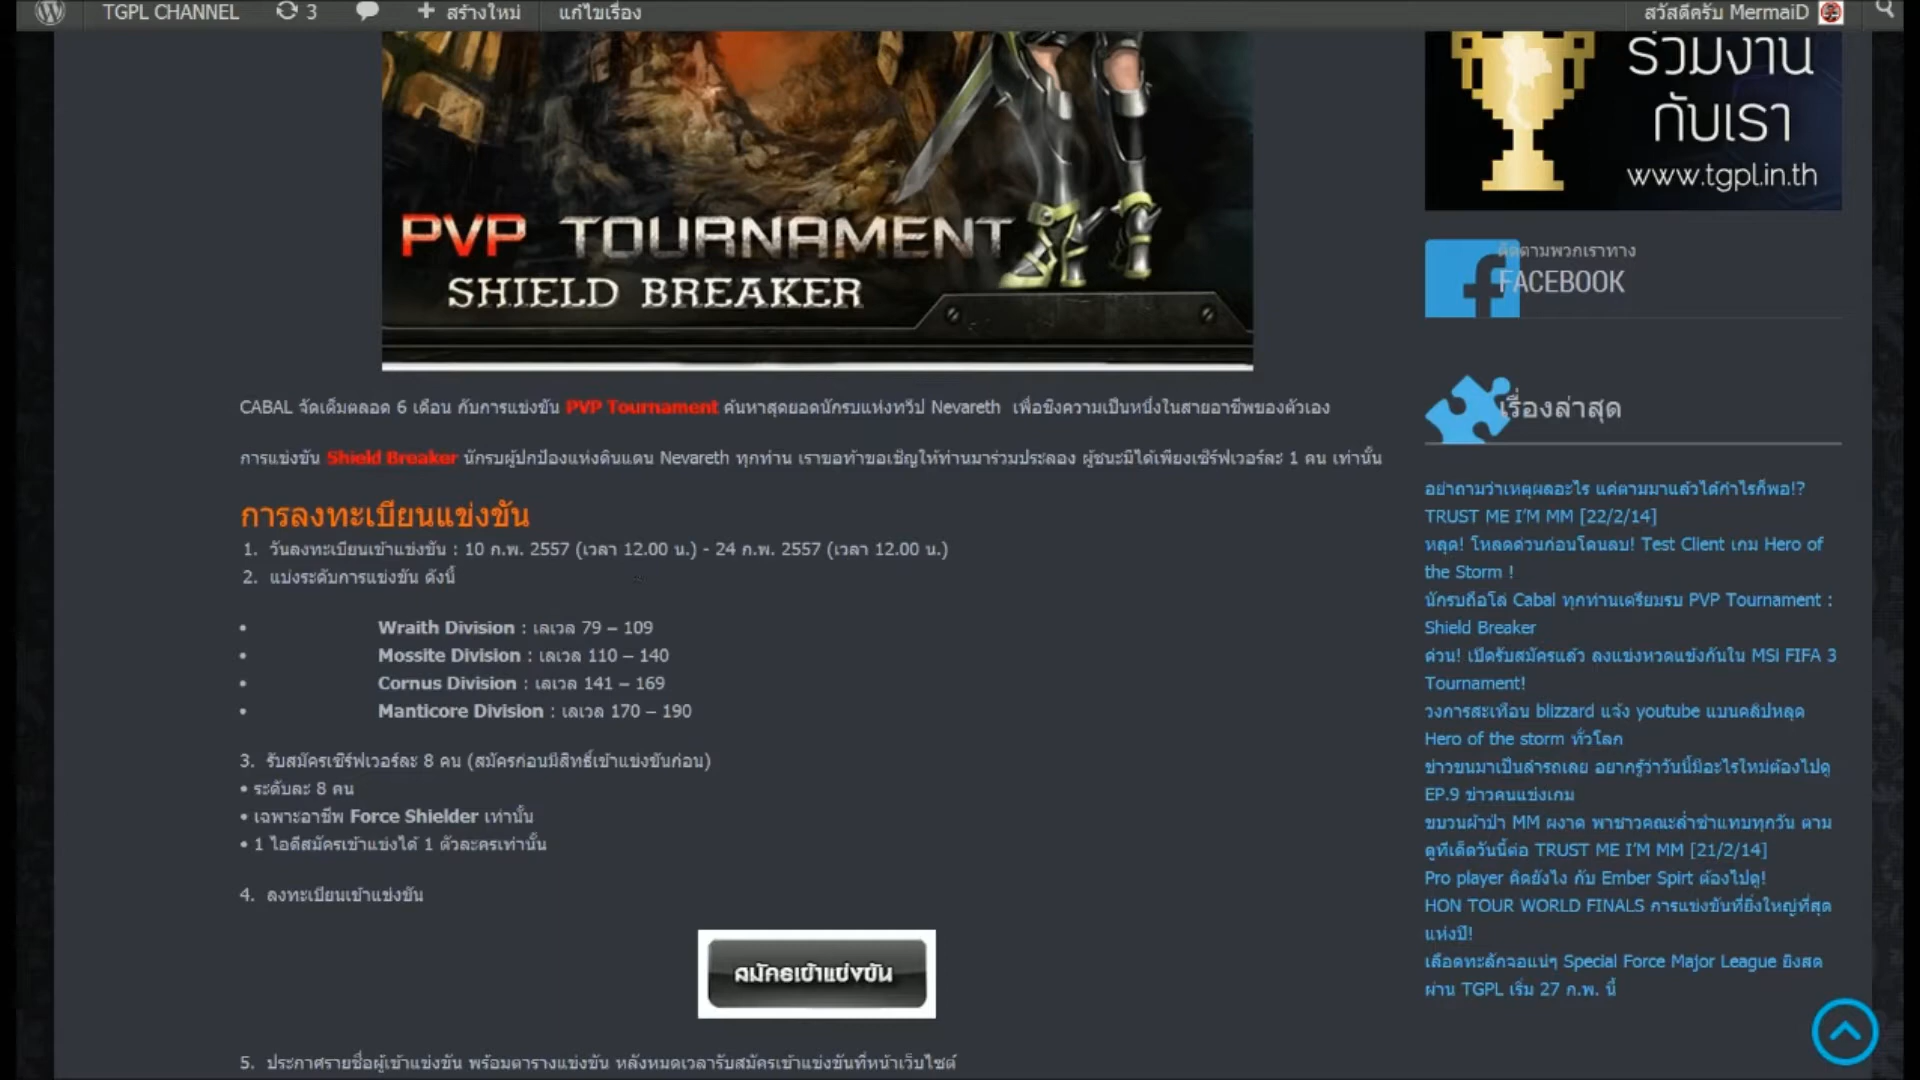 TGPL CHANNEL
3
สร้างใหม่
แก้ไขเรื่อง
สวัสดีครับ MermaiD
PVP TOURNAMENT
SHIELD BREAKER
CABAL จัดเต็มตลอด 6 เดือน กับการแข่งขัน PVP Tournament ค้นหาสุดยอดนักรบแห่งทวีป Nevareth เพื่อชิงความเป็นหนึ่งในสายอาชีพของตัวเอง
การแข่งขัน Shield Breaker นักรบผู้ปกป้องแห่งดินแดน Nevareth ทุกท่าน เราขอท้าขอเชิญให้ท่านมาร่วมประลอง ผู้ชนะมีได้เพียงเซิร์ฟเวอร์ละ 1 คน เท่านั้น
การลงทะเบียนแข่งขัน
1. วันลงทะเบียนเข้าแข่งขัน : 10 ก.พ. 2557 (เวลา 12.00 น.) - 24 ก.พ. 2557 (เวลา 12.00 น.)
2. แบ่งระดับการแข่งขัน ดังนี้
• Wraith Division : เลเวล 79 – 109
• Mossite Division : เลเวล 110 – 140
• Cornus Division : เลเวล 141 – 169
• Manticore Division : เลเวล 170 – 190
3. รับสมัครเซิร์ฟเวอร์ละ 8 คน (สมัครก่อนมีสิทธิ์เข้าแข่งขันก่อน)
• ระดับละ 8 คน
• เฉพาะอาชีพ Force Shielder เท่านั้น
• 1 ไอดีสมัครเข้าแข่งได้ 1 ตัวละครเท่านั้น
4. ลงทะเบียนเข้าแข่งขัน
สมัครเข้าแข่งขัน
5. ประกาศรายชื่อผู้เข้าแข่งขัน พร้อมตารางแข่งขัน หลังหมดเวลารับสมัครเข้าแข่งขันที่หน้าเว็บไซต์
ร่วมงาน
กับเรา
www.tgpl.in.th
ติดตามพวกเราทาง
FACEBOOK
เรื่องล่าสุด
อย่าถามว่าเหตุผลอะไร แค่ตามมาแล้วได้กำไรก็พอ!?
TRUST ME I'M MM [22/2/14]
หลุด! โหลดด่วนก่อนโดนลบ! Test Client เกม Hero of
the Storm !
นักรบถือโล่ Cabal ทุกท่านเตรียมรบ PVP Tournament :
Shield Breaker
ด่วน! เปิดรับสมัครแล้ว ลงแข่งหวดแข้งกันใน MSI FIFA 3
Tournament!
วงการสะเทือน blizzard แจ้ง youtube แบนคลิปหลุด
Hero of the storm ทั่วโลก
ข่าวขนมาเป็นลำรถเลย อยากรู้ว่าวันนี้มีอะไรใหม่ต้องไปดู
EP.9 ข่าวคนแข่งเกม
ขบวนผ้าป่า MM ผงาด พาชาวคณะล่ำซำแทบทุกวัน ตาม
ดูทีเด็ดวันนี้ต่อ TRUST ME I'M MM [21/2/14]
Pro player คิดยังไง กับ Ember Spirt ต้องไปดู!
HON TOUR WORLD FINALS การแข่งขันที่ยิ่งใหญ่ที่สุด
แห่งปี!
เลือดทะลักจอแน่ๆ Special Force Major League ยิงสด
ผ่าน TGPL เริ่ม 27 ก.พ. นี้